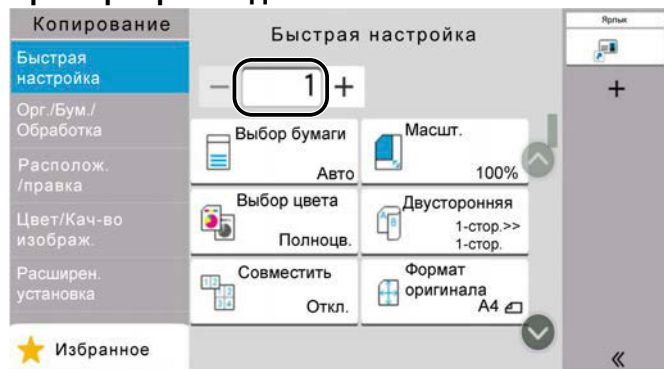 Копирование
Быстрая настройка
Ярлык
Быстрая
настройка
− 1 +
+
Орг./Бум./
Обработка
Выбор бумаги
Авто
Масшт.
100%
Располож.
/правка
Выбор цвета
Полноцв.
Двусторонняя
1-стор.>>
1-стор.
Цвет/Кач-во
изображ.
Расширен.
установка
Совместить
Откл.
Формат
оригинала
A4
Избранное
«